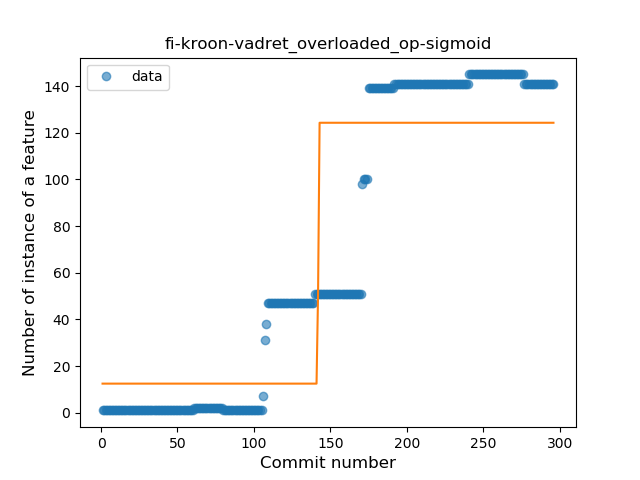 fi-kroon-vadret_overloaded_op-sigmoid
data
Number of instance of a feature
140
120
100
80
60
40
20
0
0 50 100 150 200 250 300
Commit number